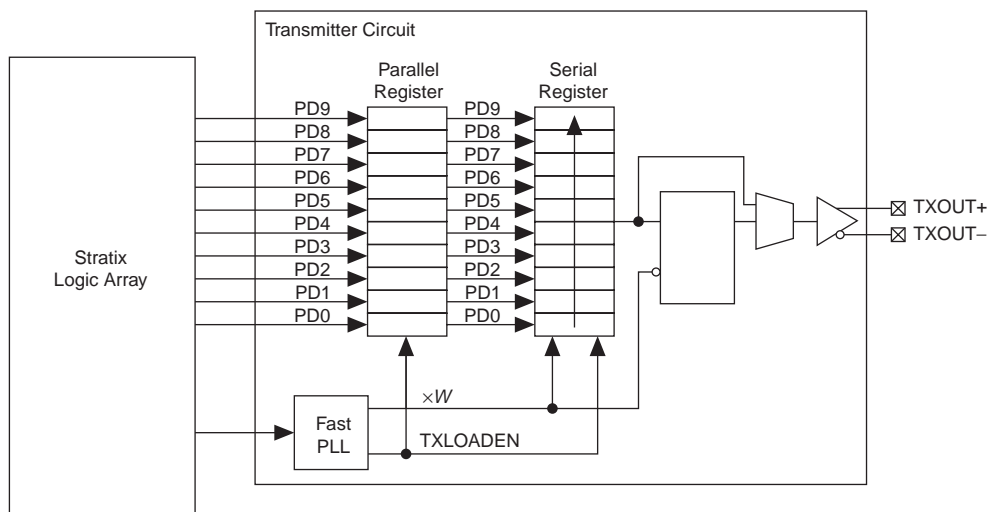 Transmitter Circuit
Parallel
Register
Serial
Register
PD9
PD8
PD7
PD6
PD5
PD4
PD3
PD2
PD1
PD0
PD9
PD8
PD7
PD6
PD5
PD4
PD3
PD2
PD1
PD0
Stratix
Logic Array
TXOUT+
TXOUT−
×W
Fast
PLL
TXLOADEN